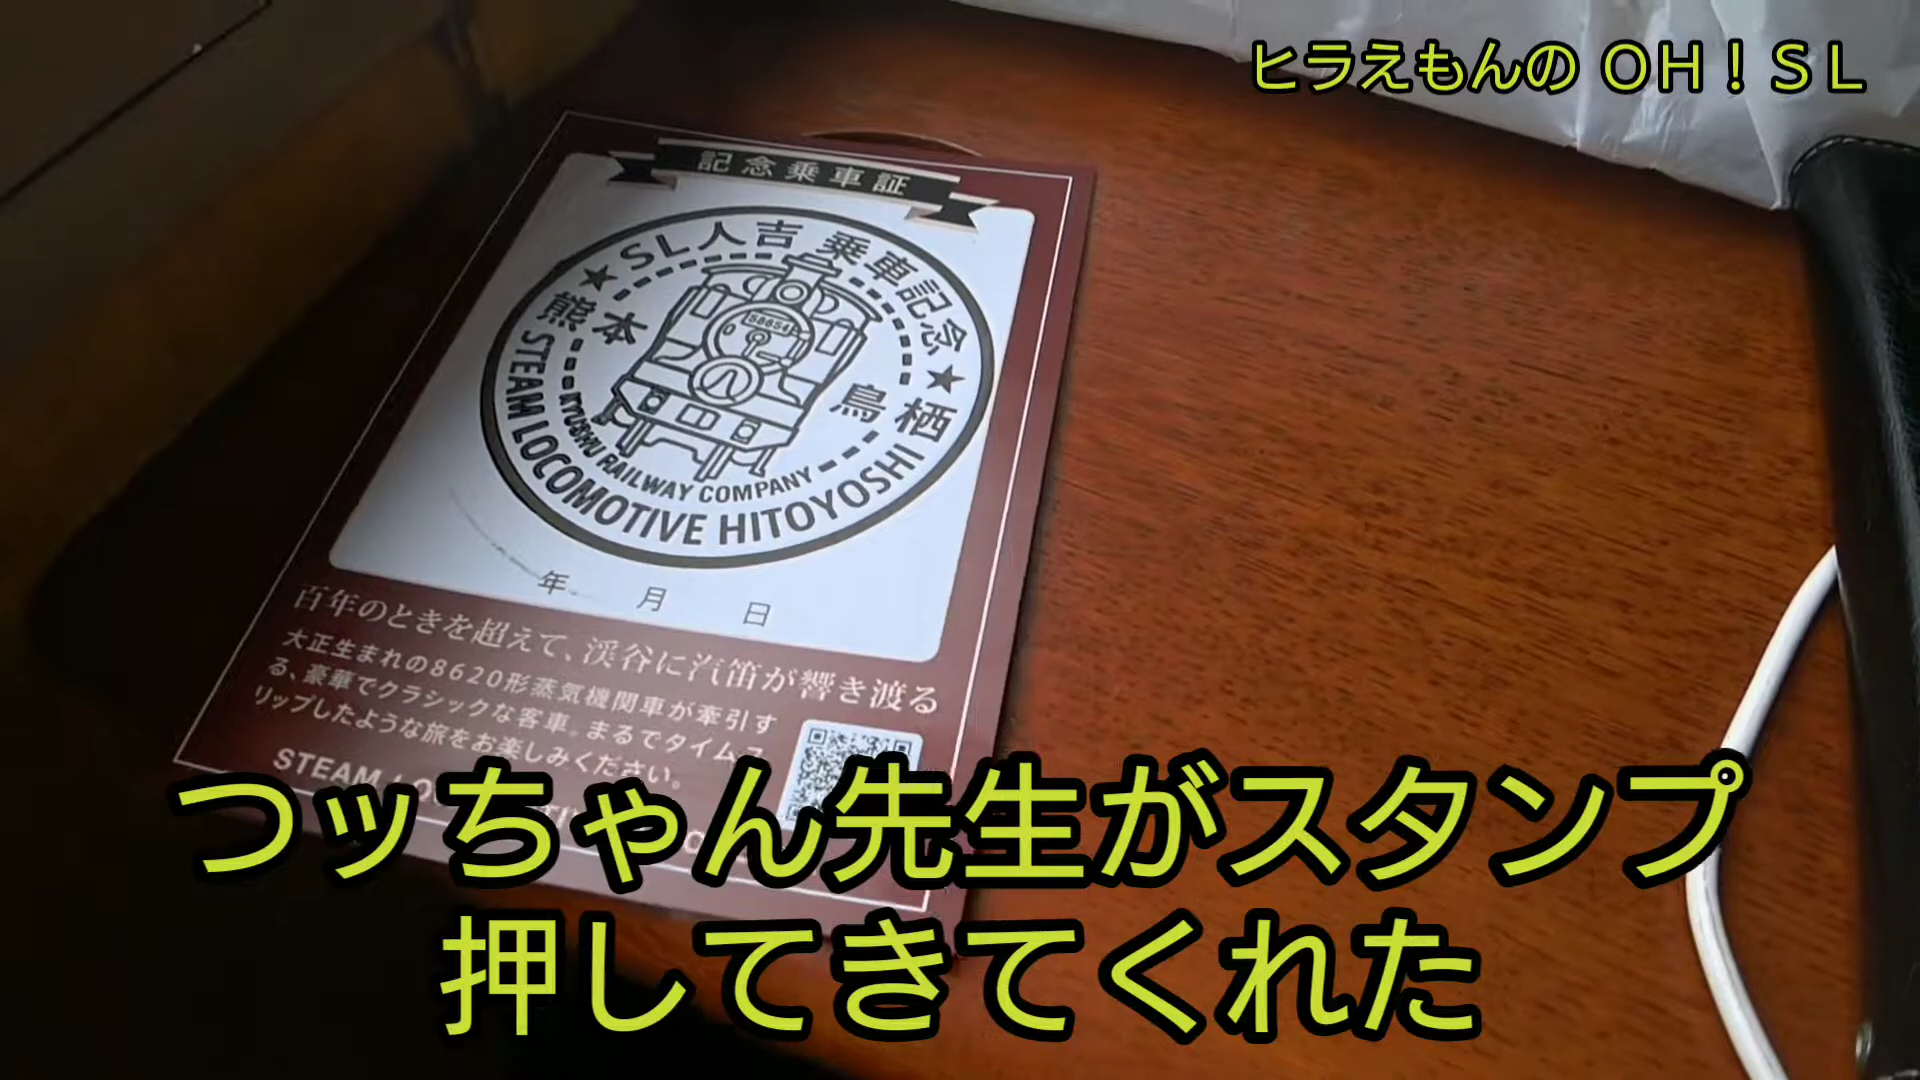 ヒラえもんの OH！SL
記念乗車証
★SL人吉 乗車記念★
熊本
鳥栖
58654
八
KYUSHU RAILWAY COMPANY
STEAM LOCOMOTIVE HITOYOSHI
年 月 日
百年のときを超えて、渓谷に汽笛が響き渡る
大正生まれの8620形蒸気機関車が牽引す
る、豪華でクラシックな客車。まるでタイムス
リップしたような旅をお楽しみください。
STEAM
つッちゃん先生がスタンプ
押してきてくれた